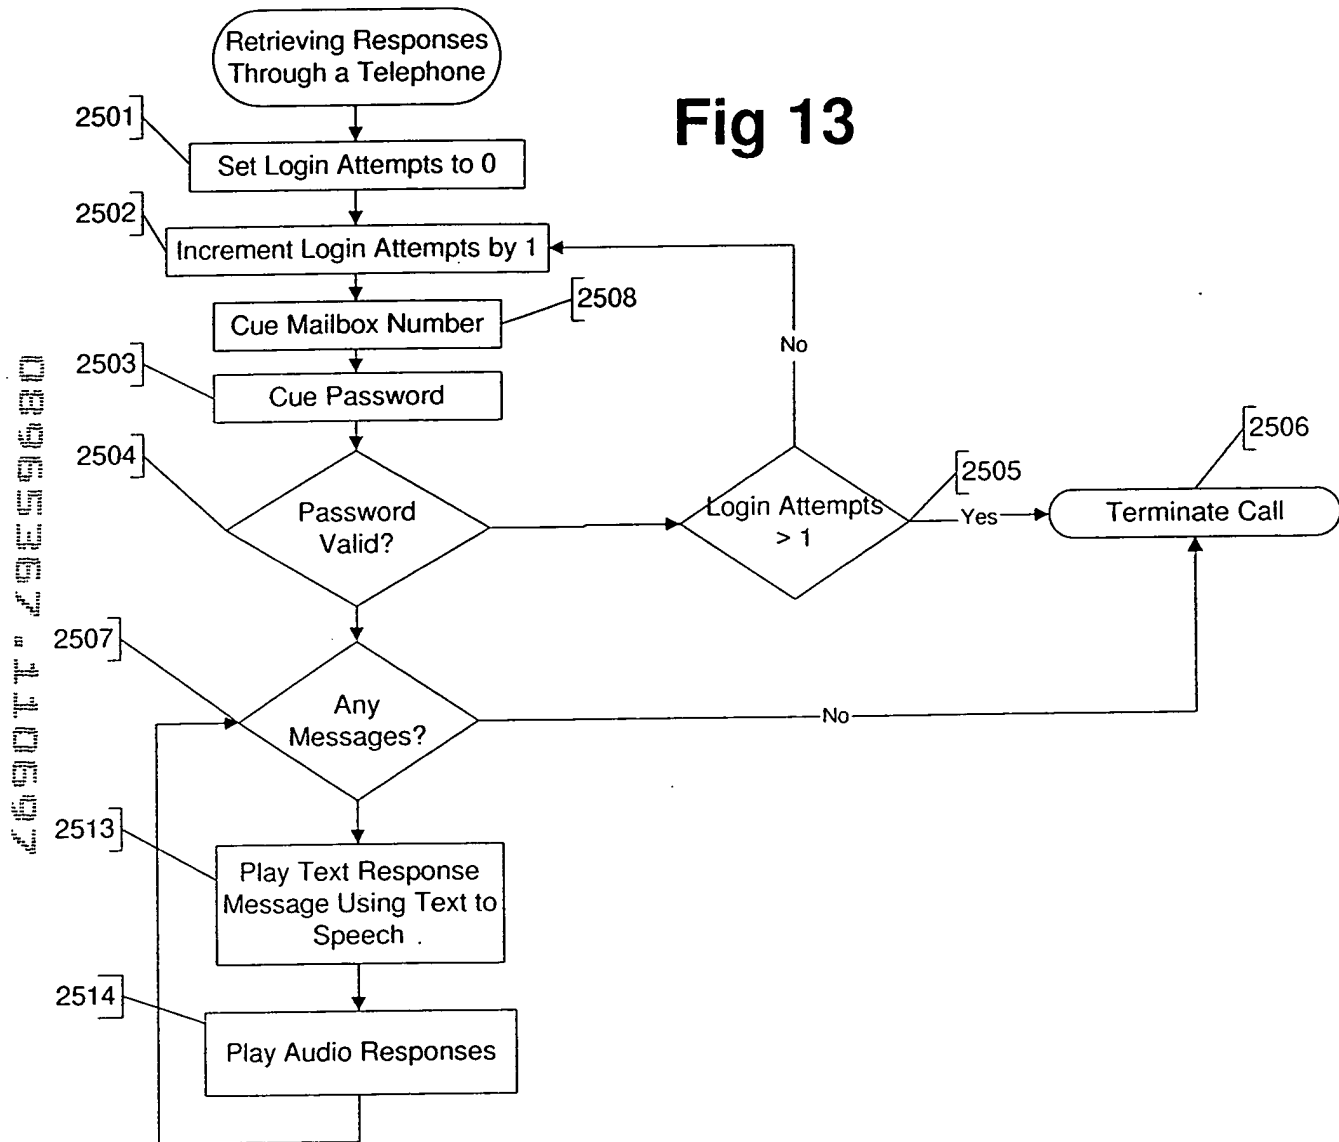 Retrieving Responses
Through a Telephone
Fig 13
2501
Set Login Attempts to 0
2502
Increment Login Attempts by 1
2508
Cue Mailbox Number
No
2503
Cue Password
2504
Password
Valid?
2505
Login Attempts
> 1
Yes
2506
Terminate Call
2507
Any
Messages?
No
2513
Play Text Response
Message Using Text to
Speech
2514
Play Audio Responses
08965367.110697